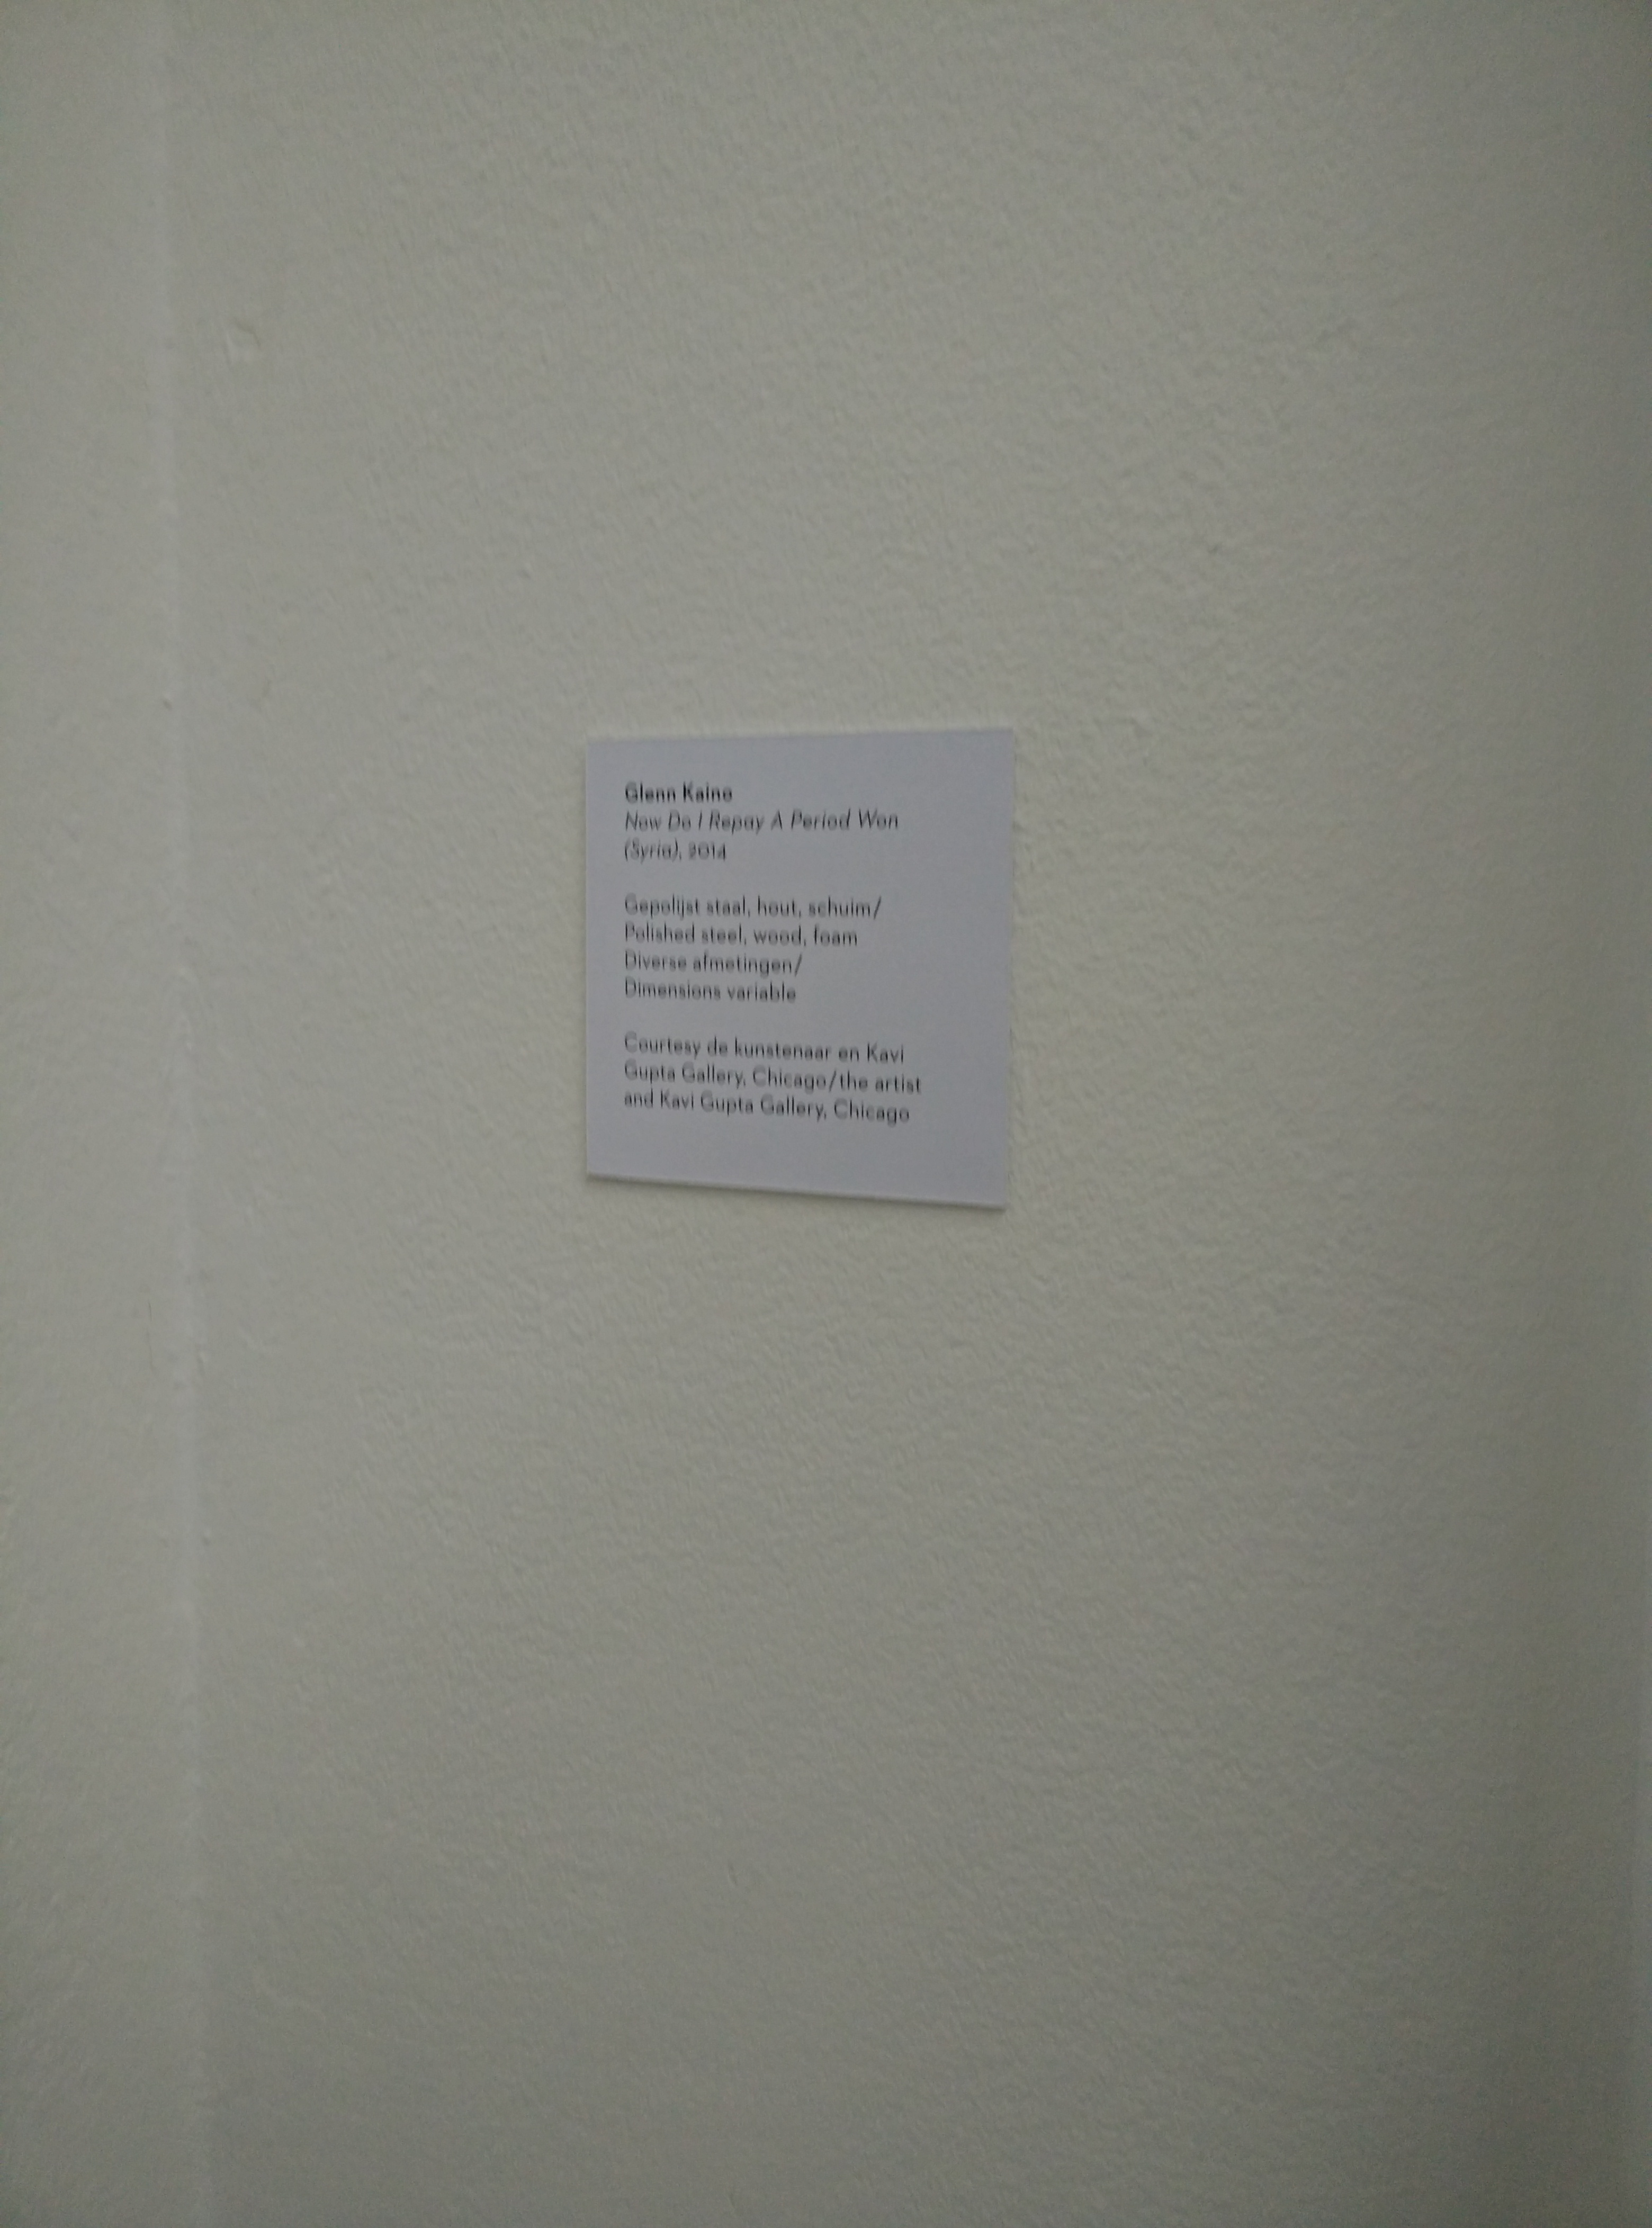 Glenn Kaino
Now Do I Repay A Period Won
(Syria), 2014
Gepolijst staal, hout, schuim/
Polished steel, wood, foam
Diverse afmetingen/
Dimensions variable
Courtesy de kunstenaar en Kavi
Gupta Gallery, Chicago/the artist
and Kavi Gupta Gallery, Chicago